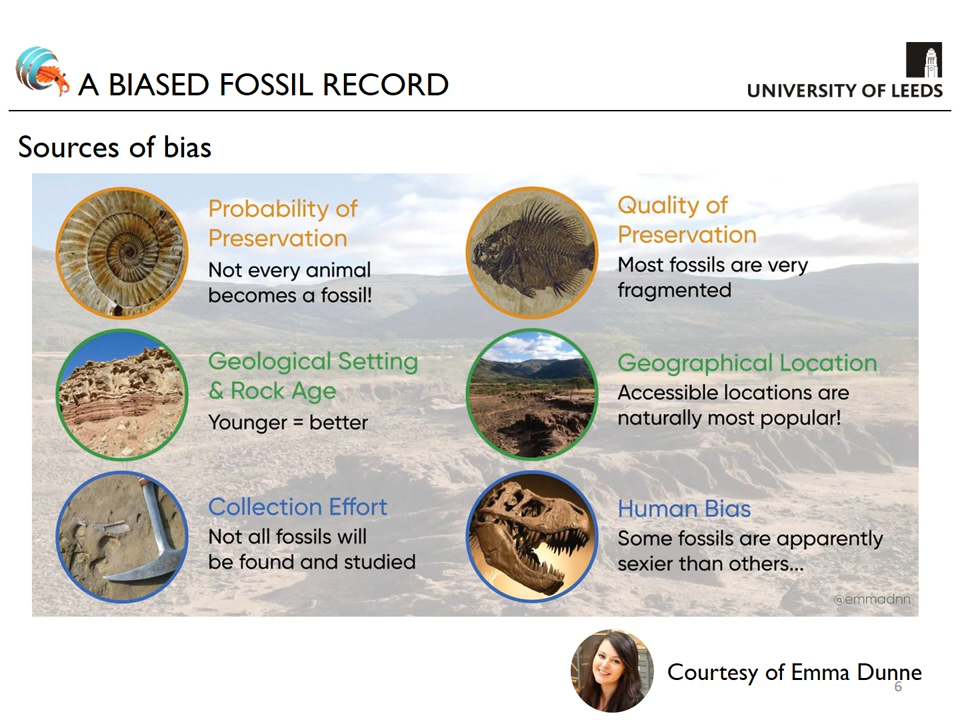 A BIASED FOSSIL RECORD
UNIVERSITY OF LEEDS
Sources of bias
Probability of
Preservation
Not every animal
becomes a fossil!
Quality of
Preservation
Most fossils are very
fragmented
Geological Setting
& Rock Age
Younger = better
Geographical Location
Accessible locations are
naturally most popular!
Collection Effort
Not all fossils will
be found and studied
Human Bias
Some fossils are apparently
sexier than others...
@emmadnn
Courtesy of Emma Dunne
6